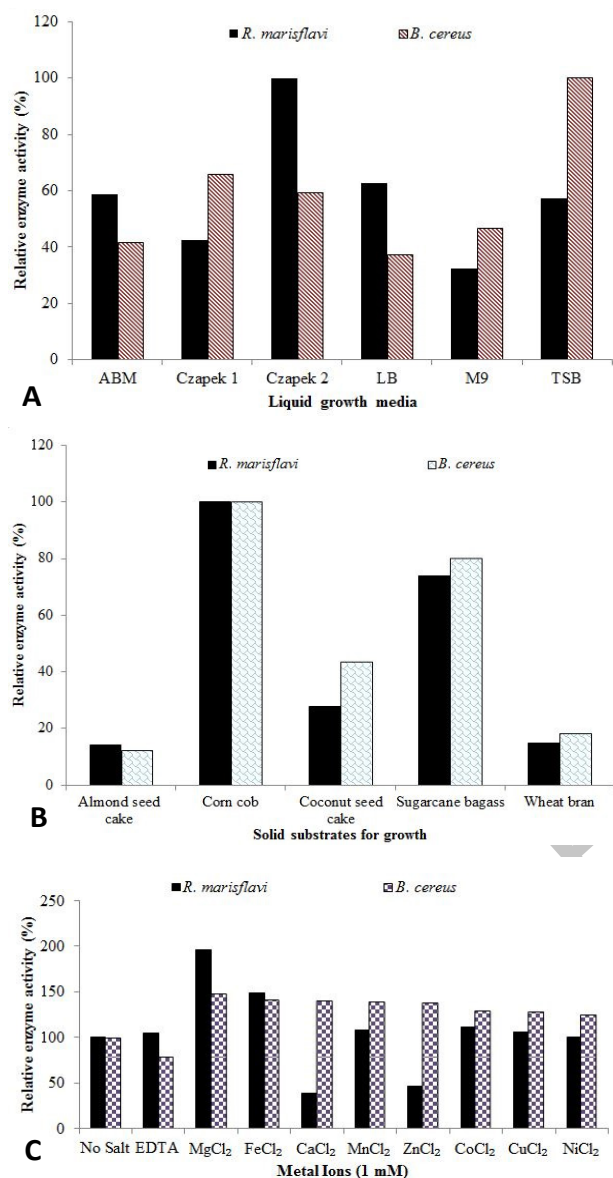 120
R. marisflavi
B. cereus
100
80
60
40
20
0
Relative enzyme activity (%)
ABM
Czapek 1
Czapek 2
LB
M9
TSB
A
Liquid growth media
120
R. marisflavi
B. cereus
100
80
60
40
20
0
Relative enzyme activity (%)
Almond seed
cake
Corn cob
Coconut seed
cake
Sugarcane bagass
Wheat bran
B
Solid substrates for growth
R. marisflavi
B. cereus
250
200
150
100
50
0
Relative enzyme activity (%)
No Salt EDTA MgCl₂ FeCl₂ CaCl₂ MnCl₂ ZnCl₂ CoCl₂ CuCl₂ NiCl₂
C
Metal Ions (1 mM)